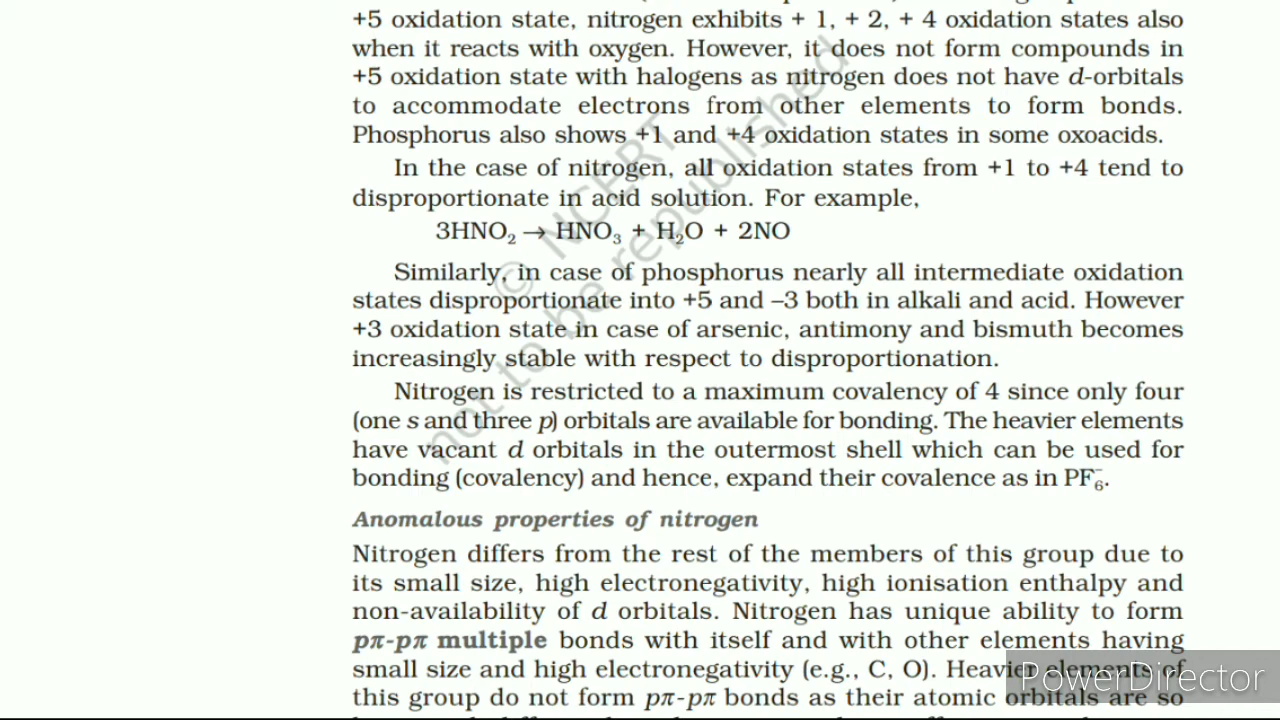 +5 oxidation state, nitrogen exhibits + 1, + 2, + 4 oxidation states also
when it reacts with oxygen. However, it does not form compounds in
+5 oxidation state with halogens as nitrogen does not have d-orbitals
to accommodate electrons from other elements to form bonds.
Phosphorus also shows +1 and +4 oxidation states in some oxoacids.
In the case of nitrogen, all oxidation states from +1 to +4 tend to
disproportionate in acid solution. For example,
3HNO₂ → HNO₃ + H₂O + 2NO
Similarly, in case of phosphorus nearly all intermediate oxidation
states disproportionate into +5 and –3 both in alkali and acid. However
+3 oxidation state in case of arsenic, antimony and bismuth becomes
increasingly stable with respect to disproportionation.
Nitrogen is restricted to a maximum covalency of 4 since only four
(one s and three p) orbitals are available for bonding. The heavier elements
have vacant d orbitals in the outermost shell which can be used for
bonding (covalency) and hence, expand their covalence as in PF₆⁻.
Anomalous properties of nitrogen
Nitrogen differs from the rest of the members of this group due to
its small size, high electronegativity, high ionisation enthalpy and
non-availability of d orbitals. Nitrogen has unique ability to form
pπ-pπ multiple bonds with itself and with other elements having
small size and high electronegativity (e.g., C, O). Heavier elements of
this group do not form pπ-pπ bonds as their atomic orbitals are so
© NCERT
not to be republished
PowerDirector